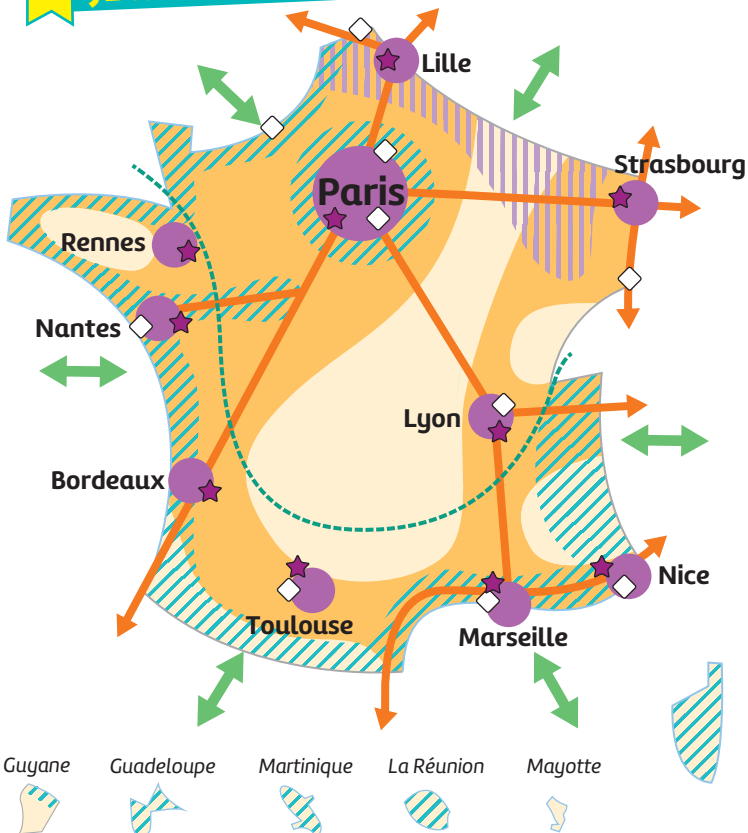 Lille
Strasbourg
Paris
Rennes
Nantes
Lyon
Bordeaux
Nice
Toulouse
Marseille
Guyane
Guadeloupe
Martinique
La Réunion
Mayotte